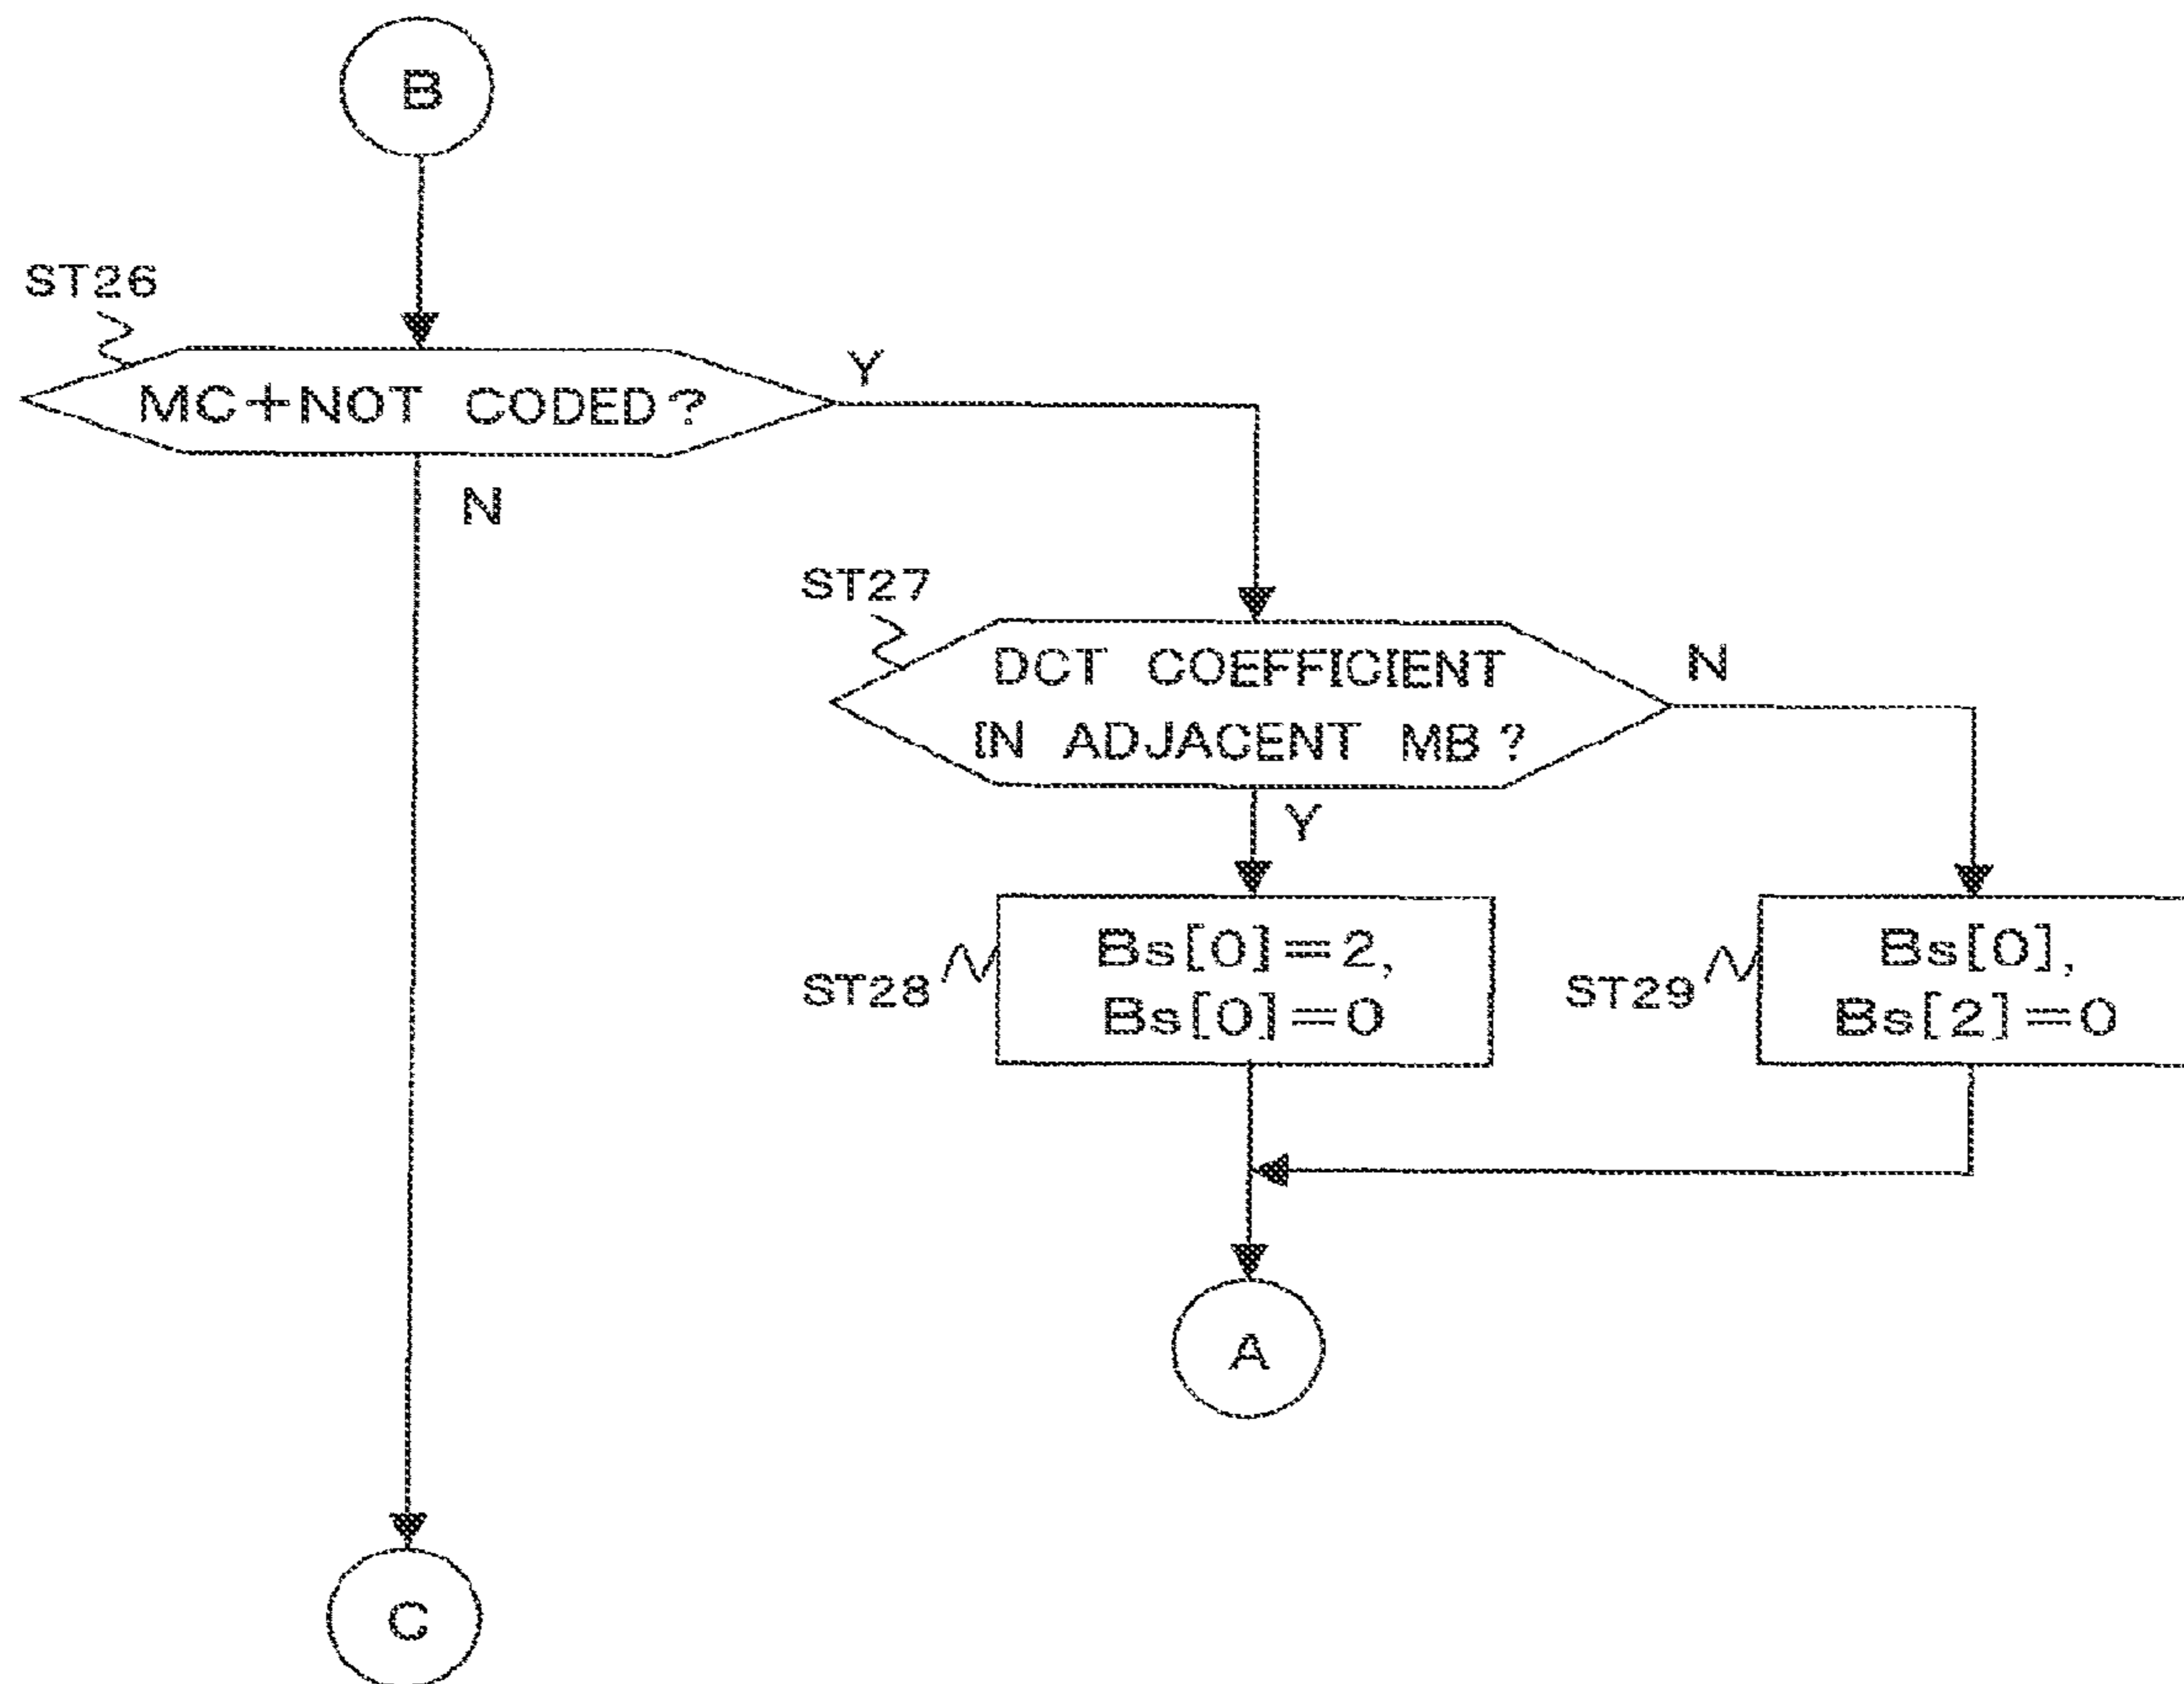 B
ST26
MC+NOT CODED?
Y
N
ST27
DCT COEFFICIENT
IN ADJACENT MB?
N
Y
ST28
Bs[0]=2,
Bs[0]=0
ST29
Bs[0],
Bs[2]=0
A
C